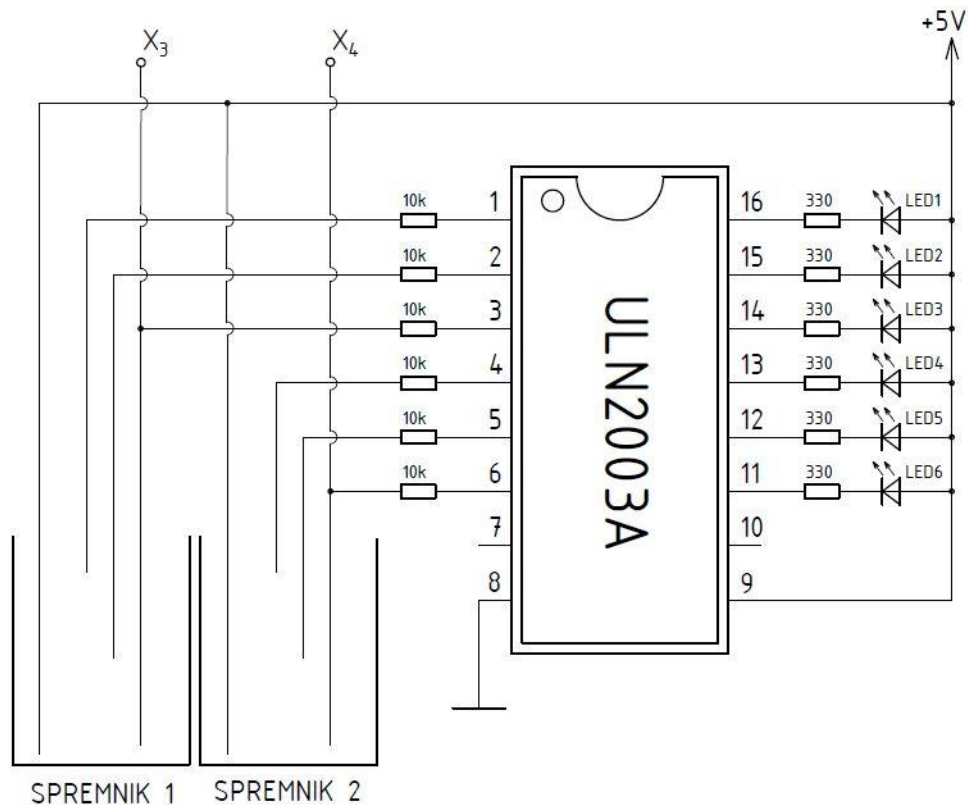 X3
X4
+5V
10k 1 16 330 LED1
10k 2 15 330 LED2
10k 3 14 330 LED3
10k 4 13 330 LED4
10k 5 12 330 LED5
10k 6 11 330 LED6
7 10
8 9
ULN2003A
SPREMNIK 1
SPREMNIK 2